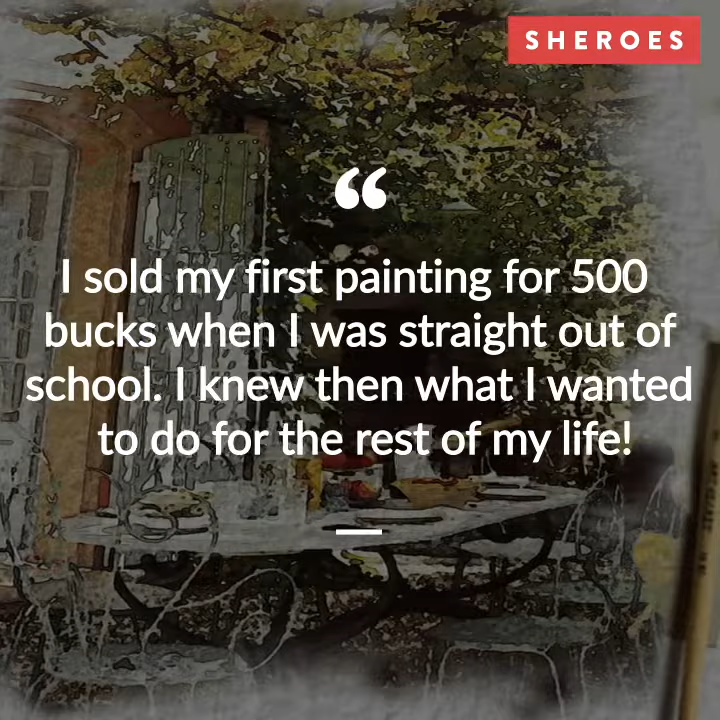 SHEROES
“
I sold my first painting for 500
bucks when I was straight out of
school. I knew then what I wanted
to do for the rest of my life!